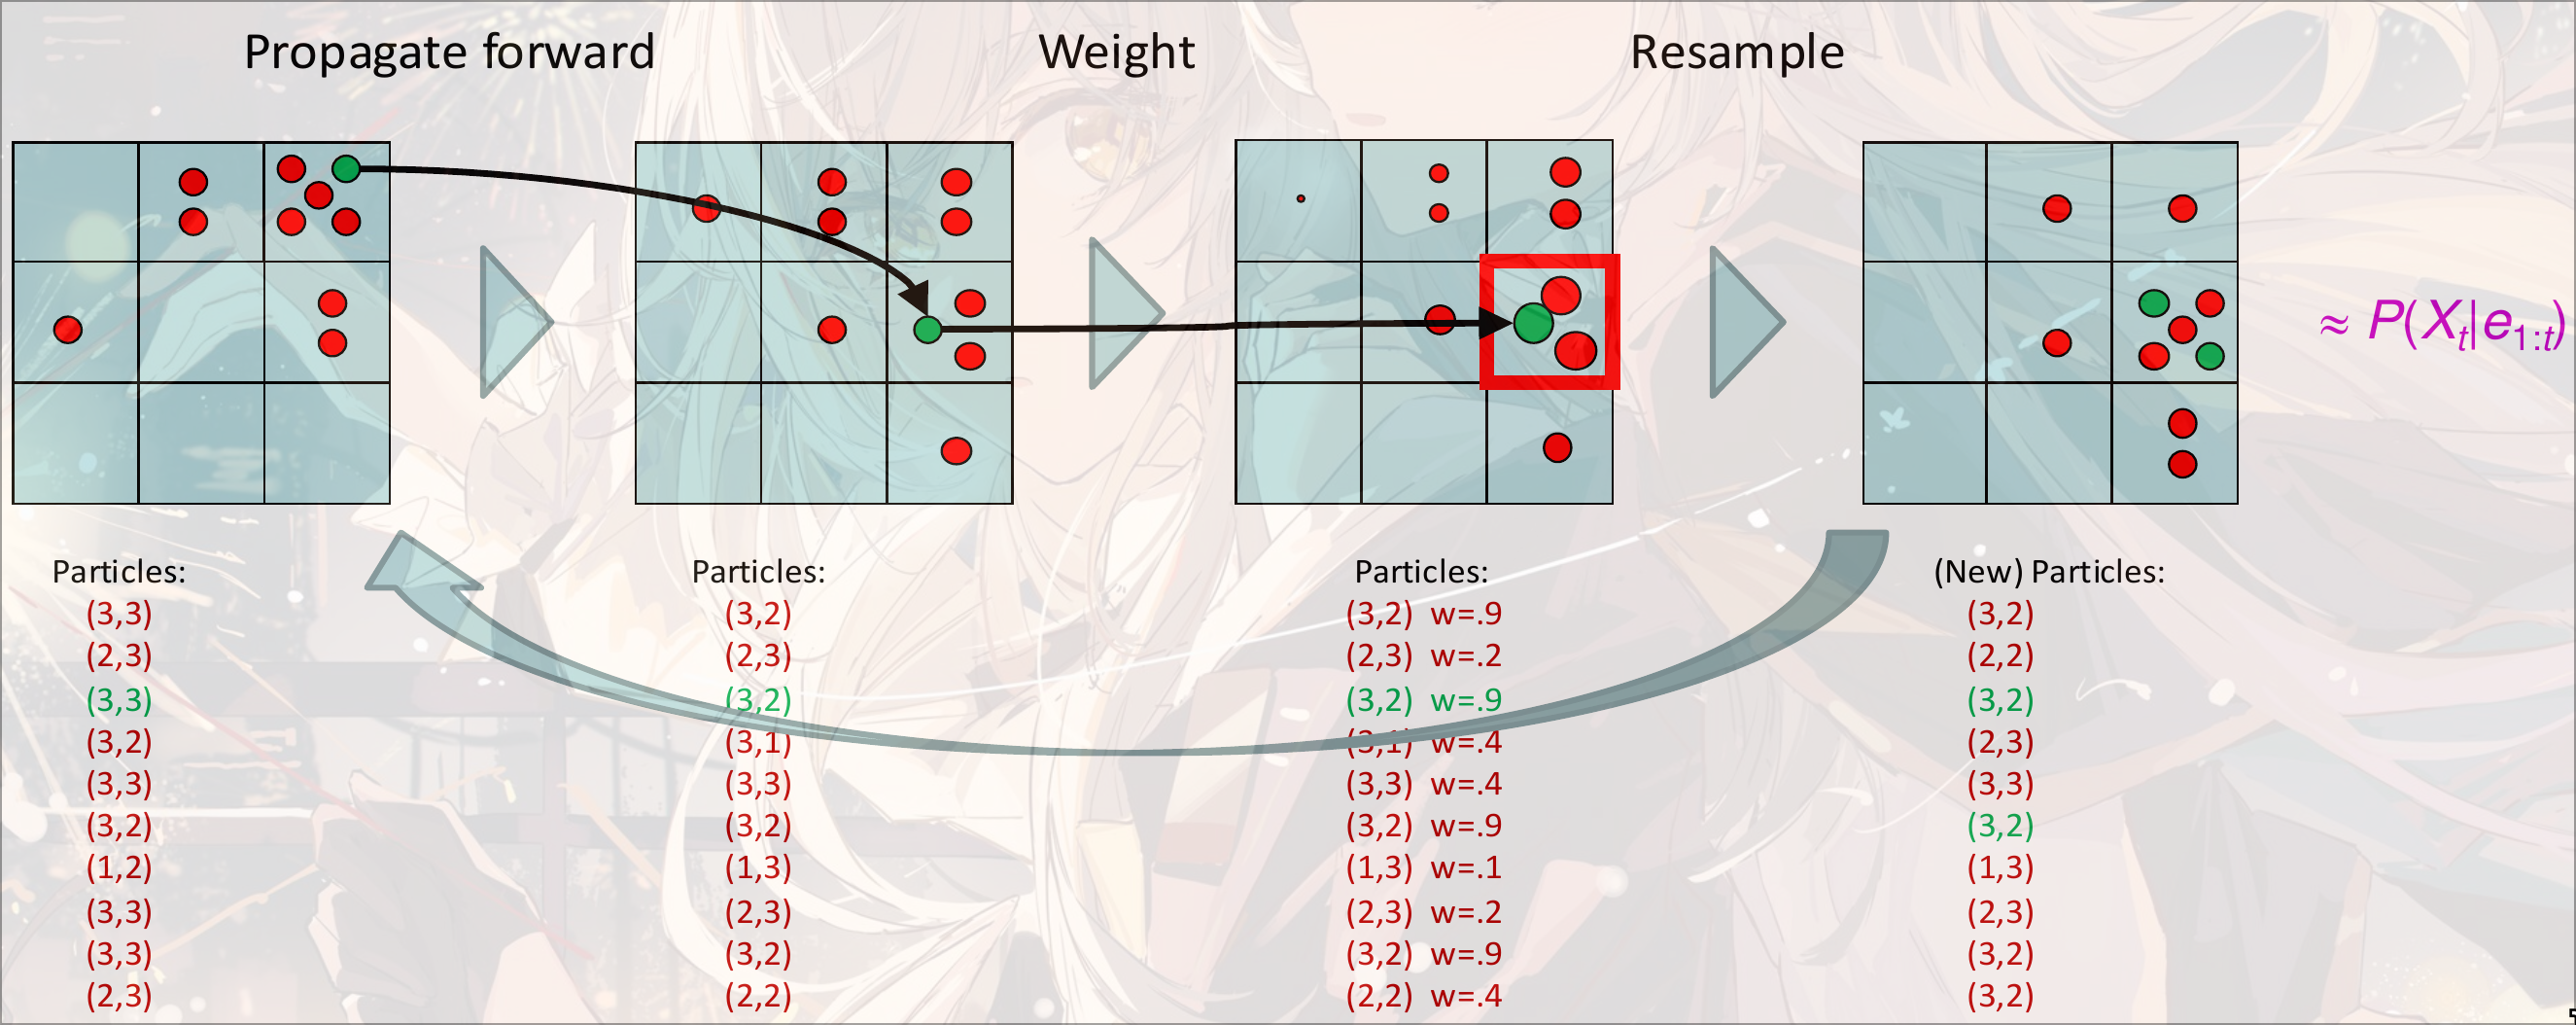 Propagate forward
Weight
Resample
≈ P(Xt|e1:t)
Particles:
(3,3)
(2,3)
(3,3)
(3,2)
(3,3)
(3,2)
(1,2)
(3,3)
(3,3)
(2,3)
Particles:
(3,2)
(2,3)
(3,2)
(3,1)
(3,3)
(3,2)
(1,3)
(2,3)
(3,2)
(2,2)
Particles:
(3,2) w=.9
(2,3) w=.2
(3,2) w=.9
(3,1) w=.4
(3,3) w=.4
(3,2) w=.9
(1,3) w=.1
(2,3) w=.2
(3,2) w=.9
(2,2) w=.4
(New) Particles:
(3,2)
(2,2)
(3,2)
(2,3)
(3,3)
(3,2)
(1,3)
(2,3)
(3,2)
(3,2)